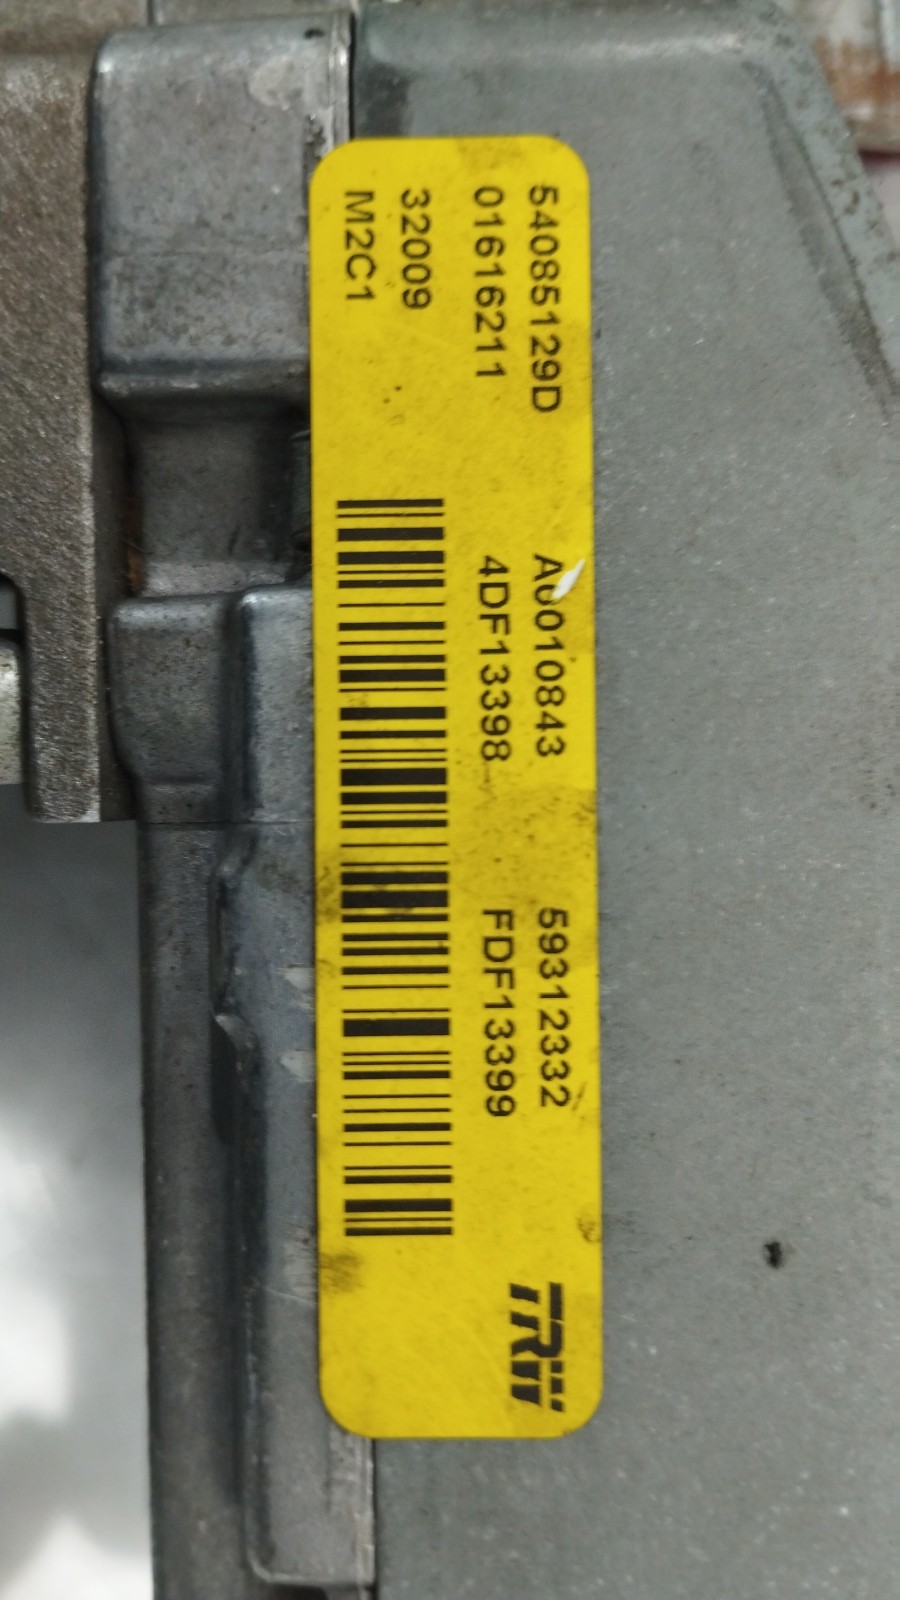 54085129D A0010843 59312332
01616211 4DF13398 FDF13399 TRW
32009
M2C1